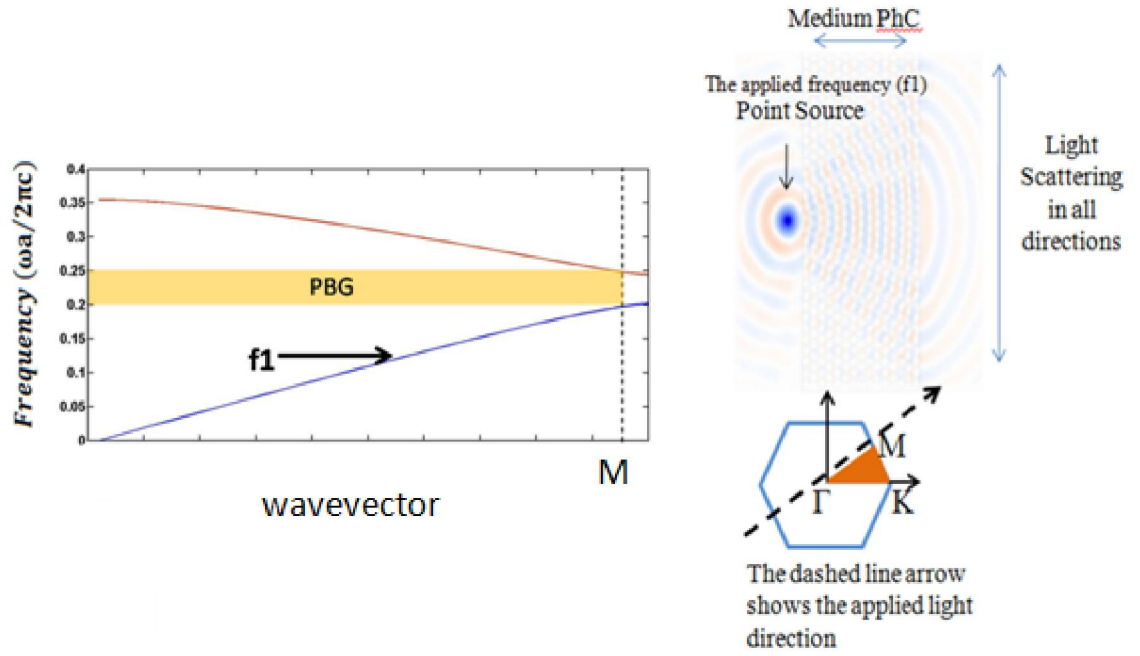 Medium PhC
The applied frequency (f1)
Point Source
Light
Scattering
in all
directions
Frequency (ωa/2πc)
0.4
0.35
0.3
0.25
0.2
0.15
0.1
0.05
0
PBG
f1
M
wavevector
M
Γ
K
The dashed line arrow
shows the applied light
direction